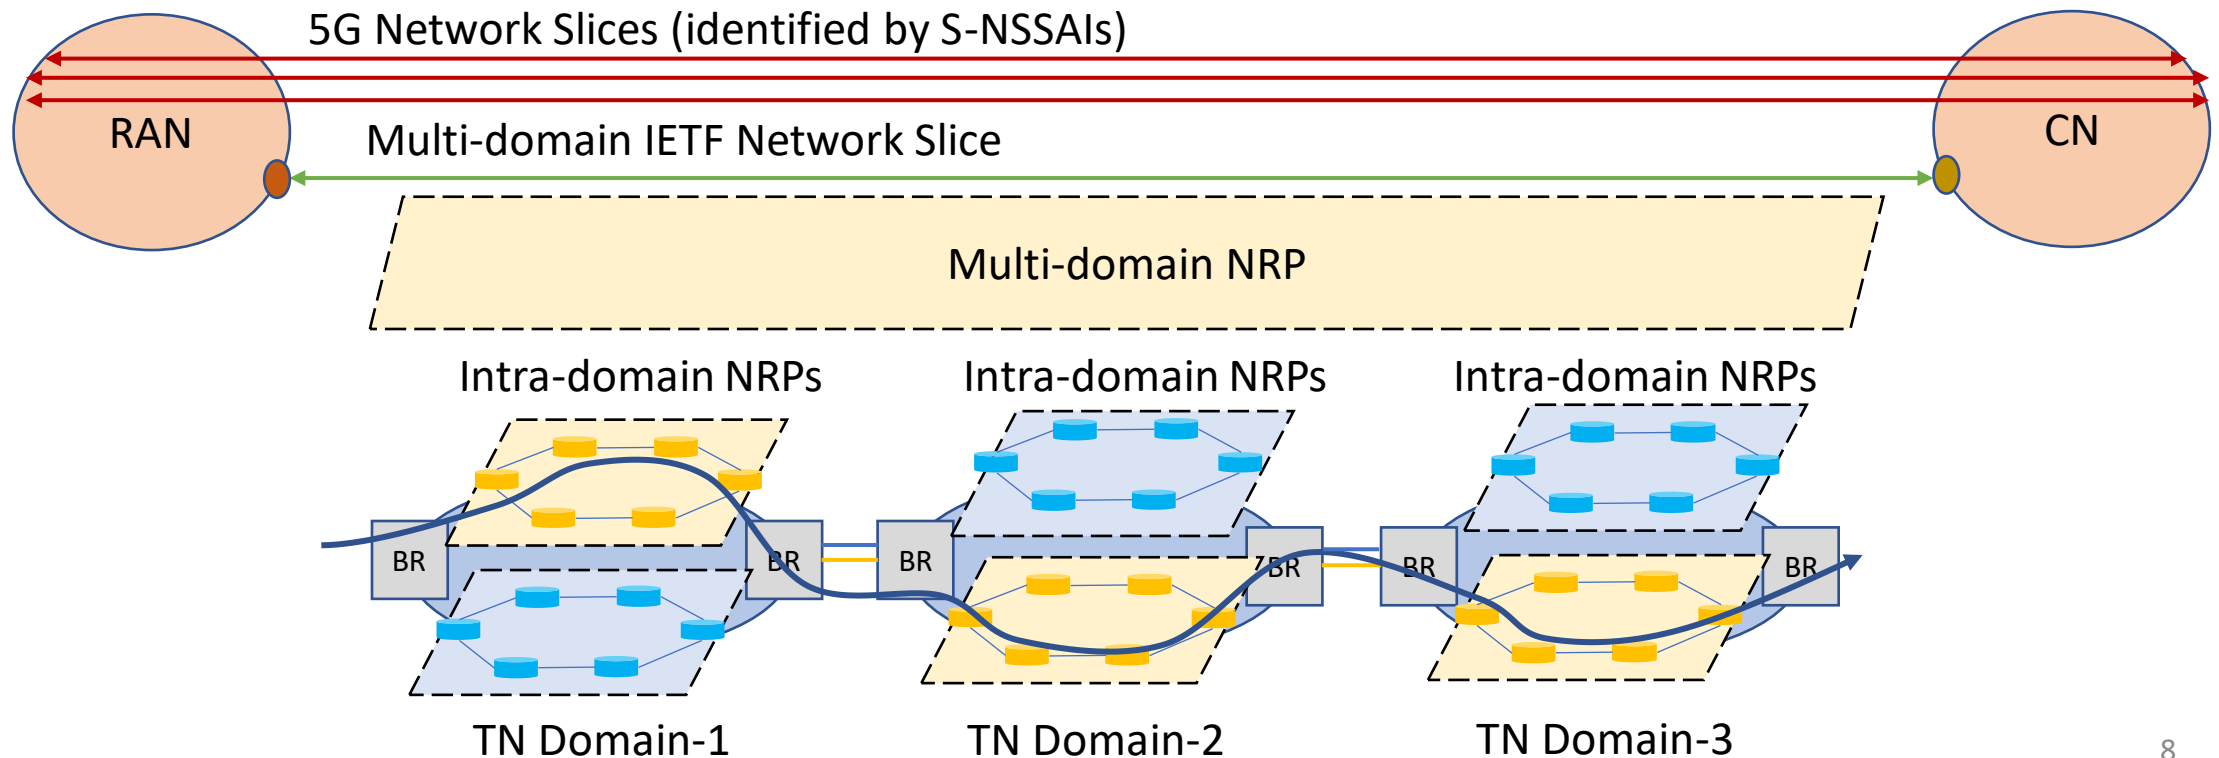 5G Network Slices (identified by S-NSSAIs)
RAN
CN
Multi-domain IETF Network Slice
Multi-domain NRP
Intra-domain NRPs
Intra-domain NRPs
Intra-domain NRPs
BR
BR
BR
BR
BR
BR
TN Domain-1
TN Domain-2
TN Domain-3
8